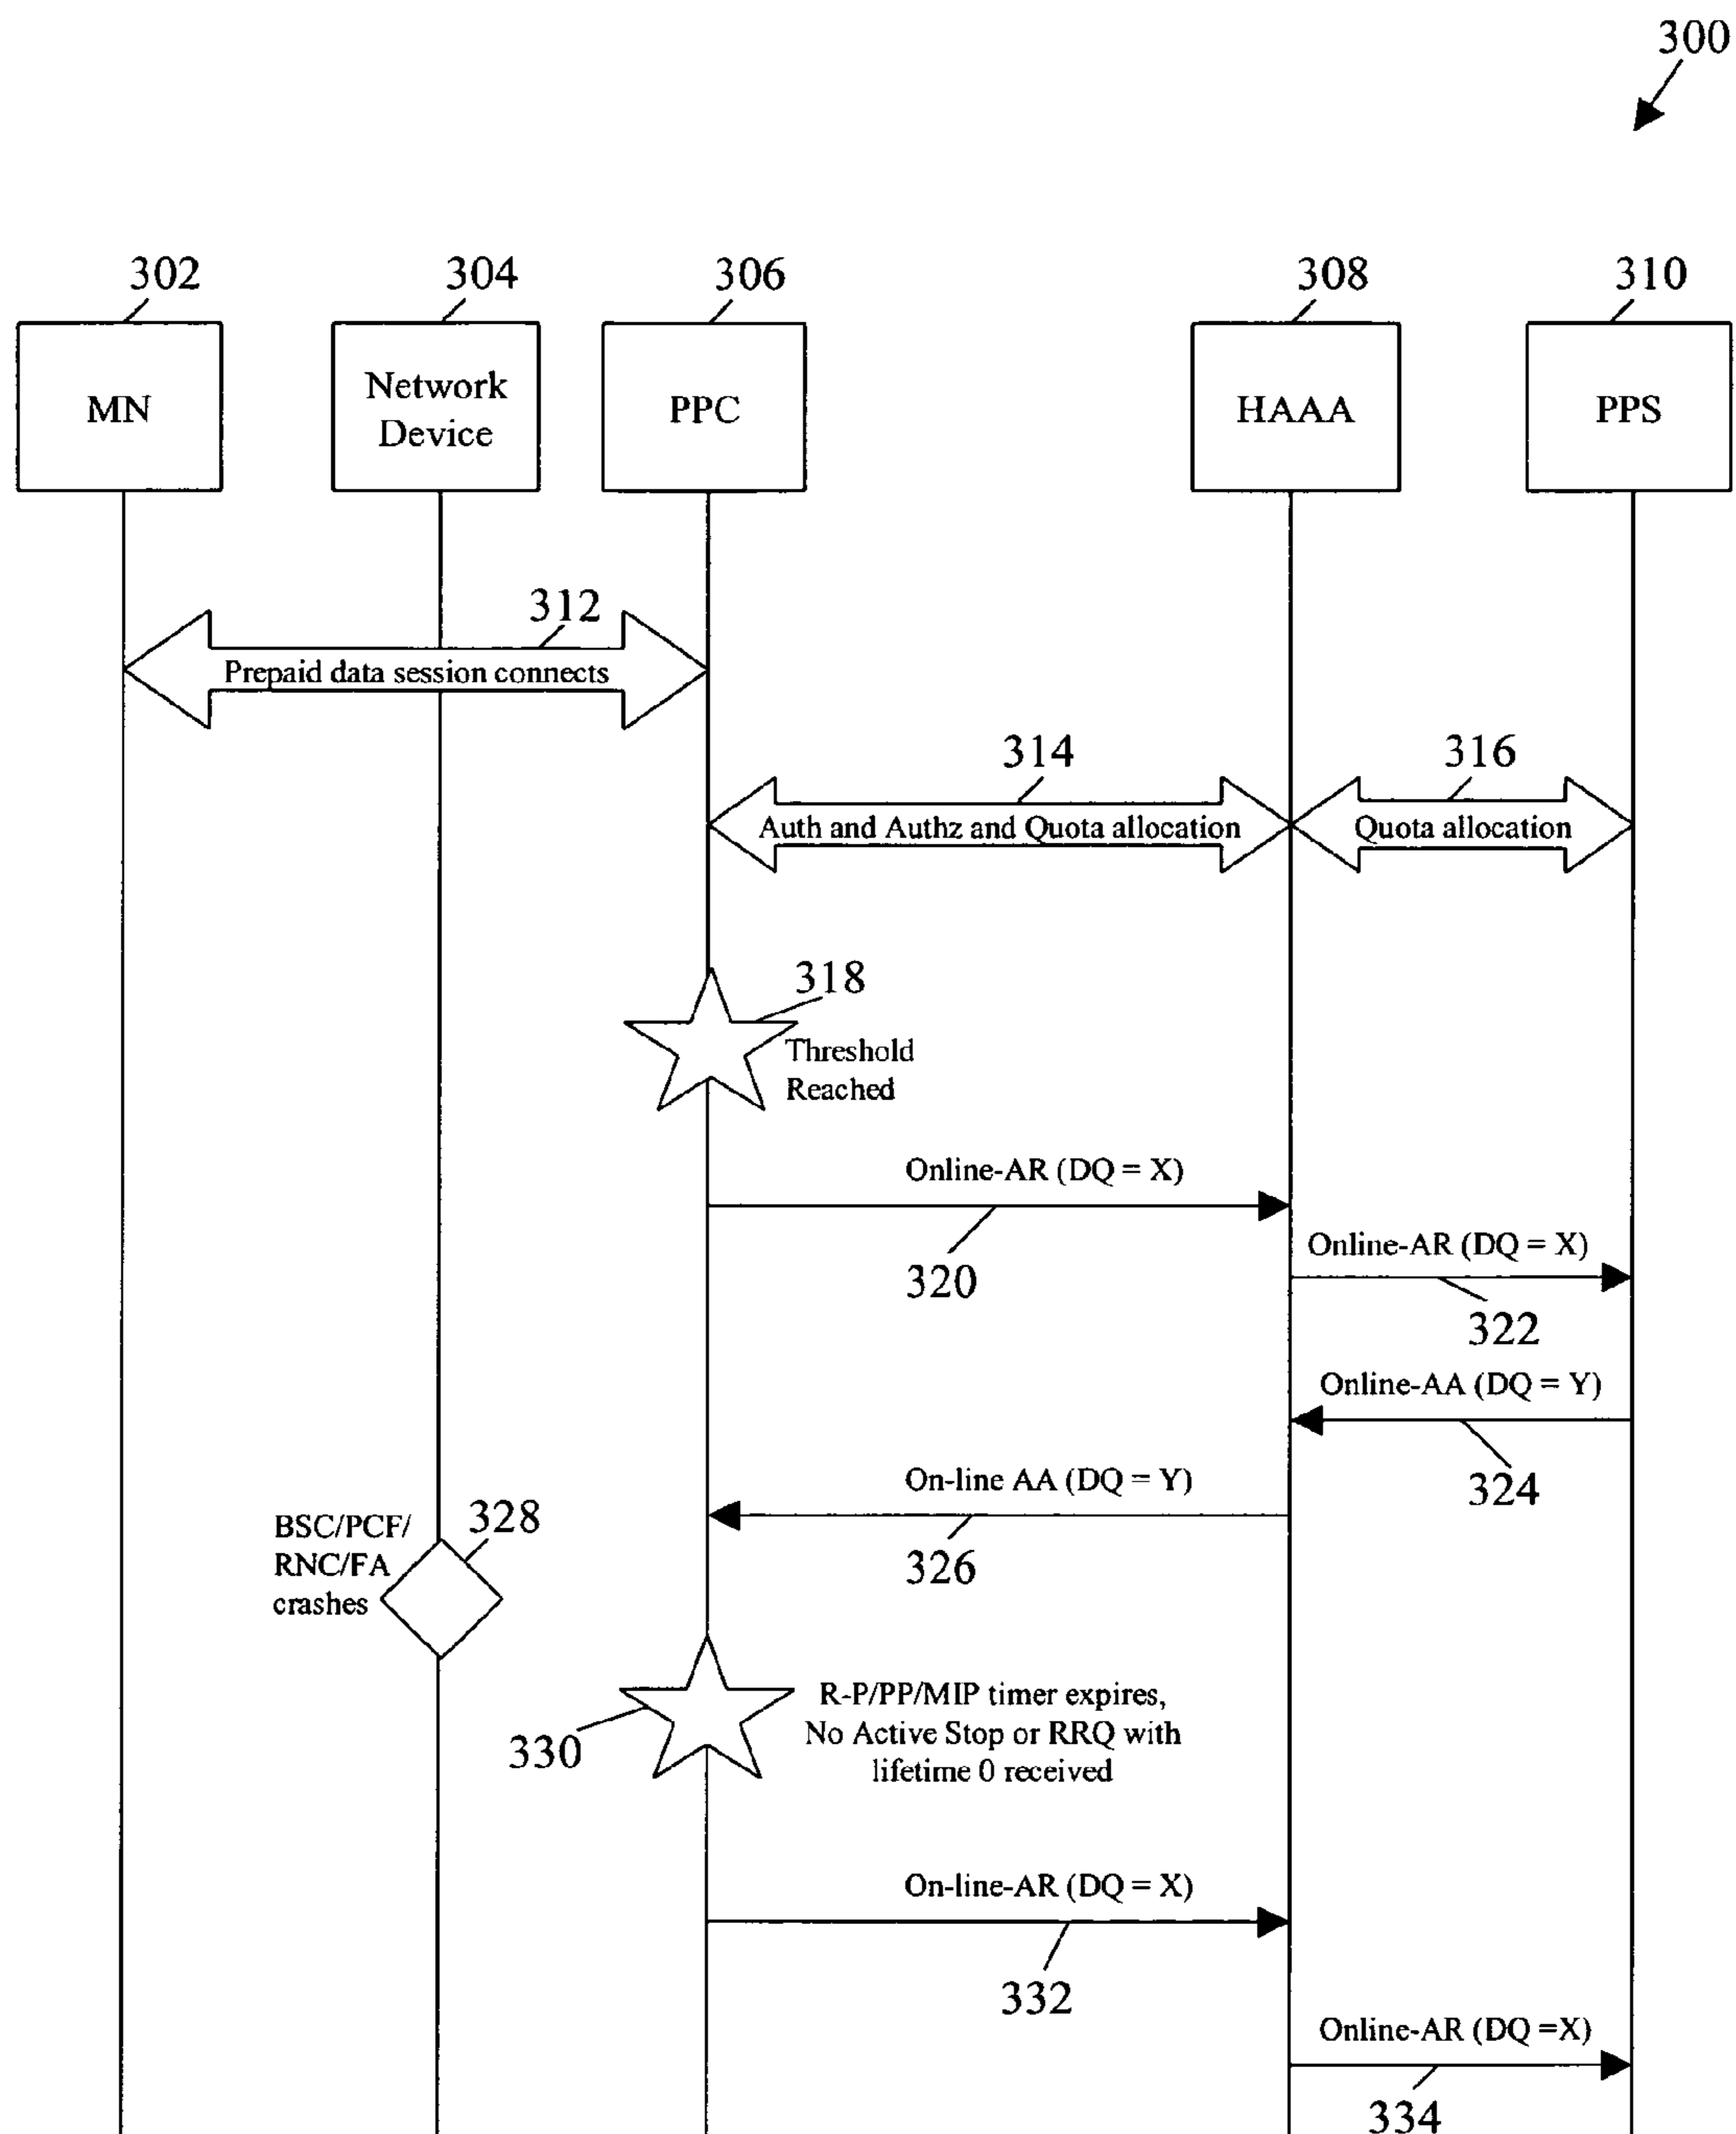 300
302
304
306
308
310
MN
Network
Device
PPC
HAAA
PPS
312
Prepaid data session connects
314
316
Auth and Authz and Quota allocation
Quota allocation
318
Threshold
Reached
Online-AR (DQ = X)
320
Online-AR (DQ = X)
322
Online-AA (DQ = Y)
324
On-line AA (DQ = Y)
326
BSC/PCF/
RNC/FA
crashes
328
R-P/PP/MIP timer expires,
No Active Stop or RRQ with
lifetime 0 received
330
On-line-AR (DQ = X)
332
Online-AR (DQ =X)
334